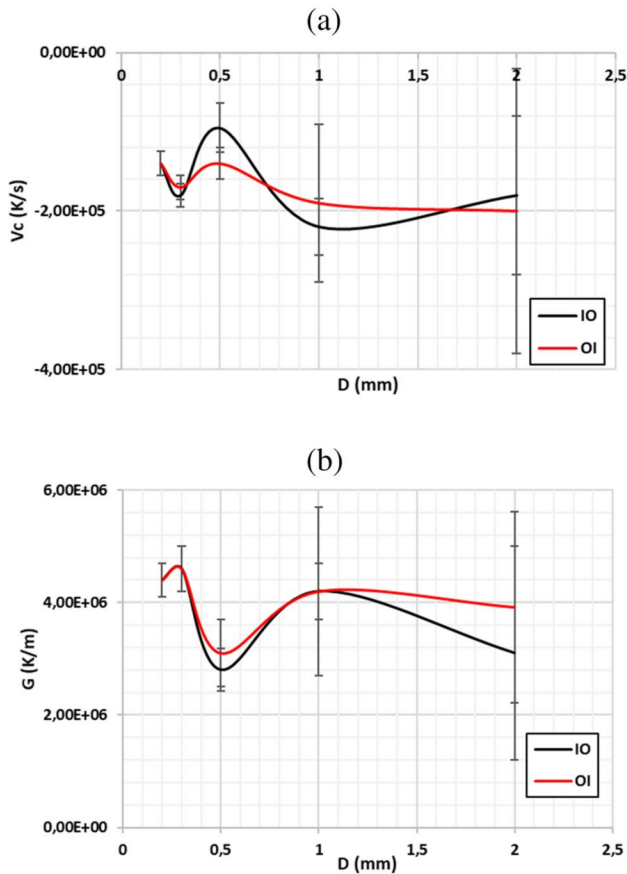 (a)
0,00E+00
0 0,5 1 1,5 2 2,5
-2,00E+05
-4,00E+05
Vc (K/s)
D (mm)
IO
OI
(b)
6,00E+06
4,00E+06
2,00E+06
0,00E+00
G (K/m)
0 0,5 1 1,5 2 2,5
D (mm)
IO
OI